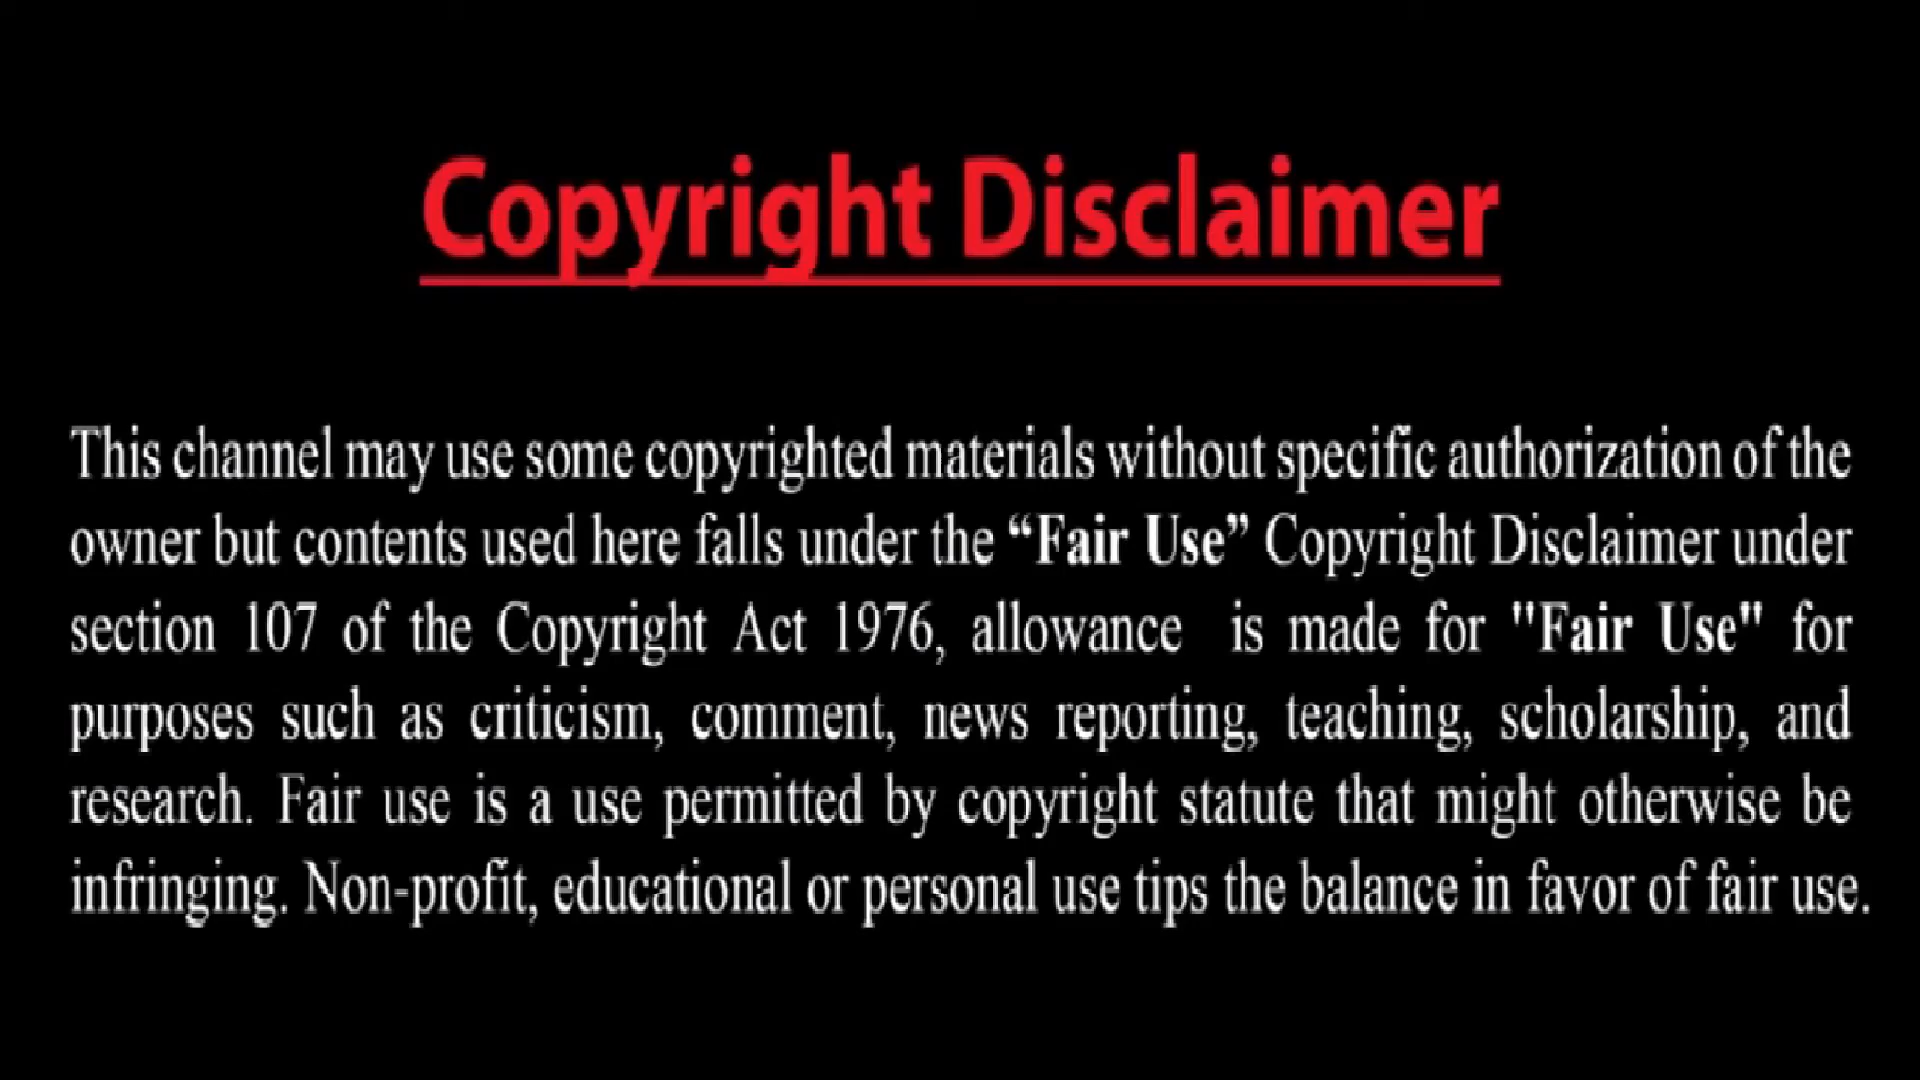 Copyright Disclaimer
This channel may use some copyrighted materials without specific authorization of the
owner but contents used here falls under the “Fair Use” Copyright Disclaimer under
section 107 of the Copyright Act 1976, allowance is made for "Fair Use" for
purposes such as criticism, comment, news reporting, teaching, scholarship, and
research. Fair use is a use permitted by copyright statute that might otherwise be
infringing. Non-profit, educational or personal use tips the balance in favor of fair use.